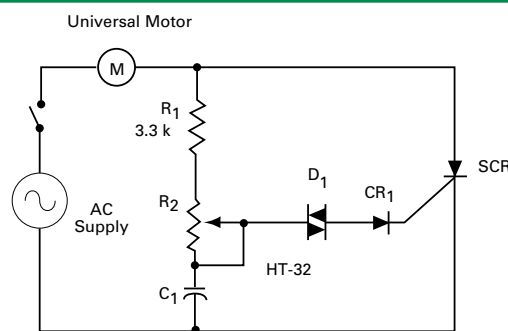 Universal Motor
M
R1
3.3 k
SCR
D1
CR1
R2
AC
Supply
HT-32
C1